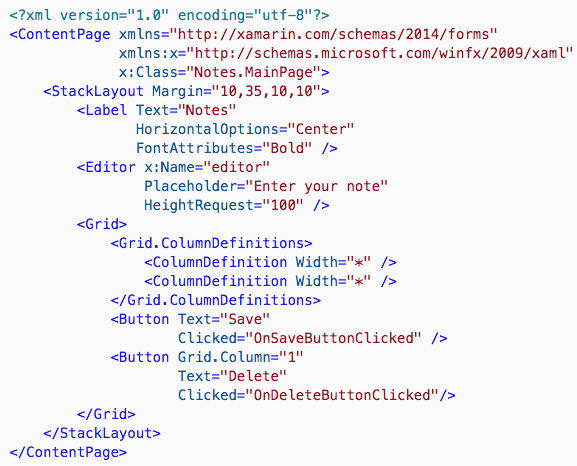 <?xml version="1.0" encoding="utf-8"?>
<ContentPage xmlns="http://xamarin.com/schemas/2014/forms"
             xmlns:x="http://schemas.microsoft.com/winfx/2009/xaml"
             x:Class="Notes.MainPage">
    <StackLayout Margin="10,35,10,10">
        <Label Text="Notes"
               HorizontalOptions="Center"
               FontAttributes="Bold" />
        <Editor x:Name="editor"
                Placeholder="Enter your note"
                HeightRequest="100" />
        <Grid>
            <Grid.ColumnDefinitions>
                <ColumnDefinition Width="*" />
                <ColumnDefinition Width="*" />
            </Grid.ColumnDefinitions>
            <Button Text="Save"
                    Clicked="OnSaveButtonClicked" />
            <Button Grid.Column="1"
                    Text="Delete"
                    Clicked="OnDeleteButtonClicked"/>
        </Grid>
    </StackLayout>
</ContentPage>